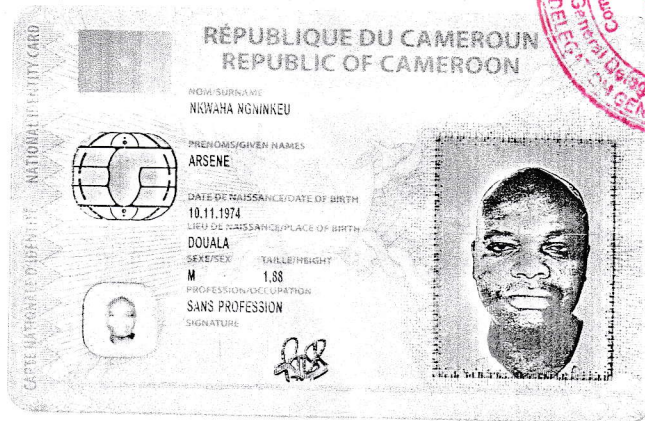 RÉPUBLIQUE DU CAMEROUN
REPUBLIC OF CAMEROON
NOM/SURNAME
NKWAHA NGNINKEU
PRENOMS/GIVEN NAMES
ARSENE
DATE DE NAISSANCE/DATE OF BIRTH
10.11.1974
LIEU DE NAISSANCE/PLACE OF BIRTH
DOUALA
SEXE/SEX TAILLE/HEIGHT
M 1,88
PROFESSION/OCCUPATION
SANS PROFESSION
SIGNATURE
CARTE NATIONALE D'IDENTITÉ NATIONAL IDENTITY CARD